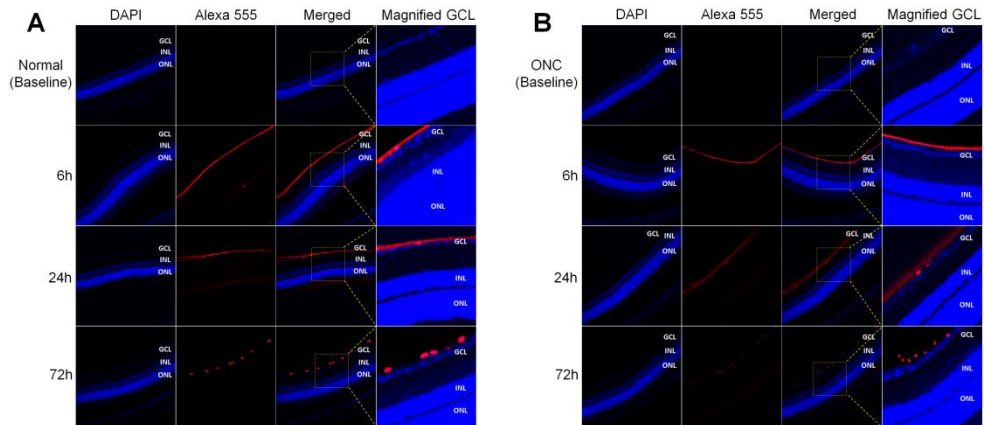 A
DAPI
Alexa 555
Merged
Magnified GCL
Normal
(Baseline)
GCL
INL
ONL
GCL
INL
ONL
GCL
INL
ONL
6h
GCL
INL
ONL
GCL
INL
ONL
GCL
INL
ONL
24h
GCL
INL
ONL
GCL
INL
ONL
GCL
INL
ONL
72h
GCL
INL
ONL
GCL
INL
ONL
GCL
INL
ONL
B
DAPI
Alexa 555
Merged
Magnified GCL
ONC
(Baseline)
GCL
INL
ONL
GCL
INL
ONL
GCL
INL
ONL
6h
GCL
INL
ONL
GCL
INL
ONL
GCL
INL
ONL
24h
GCL
INL
ONL
GCL INL
ONL
GCL
INL
ONL
72h
GCL
INL
ONL
GCL
INL
ONL
GCL
INL
ONL